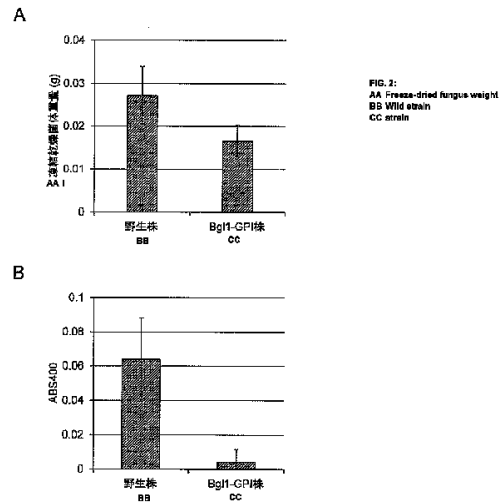 A
0.04
0.03
0.02
0.01
0
凍結乾燥菌体重量 (g)
AA
野生株
BB
Bgl1-GPI株
CC
FIG. 2:
AA Freeze-dried fungus weight
BB Wild strain
CC strain
B
0.1
0.08
0.06
0.04
0.02
0
ABS400
野生株
BB
Bgl1-GPI株
CC